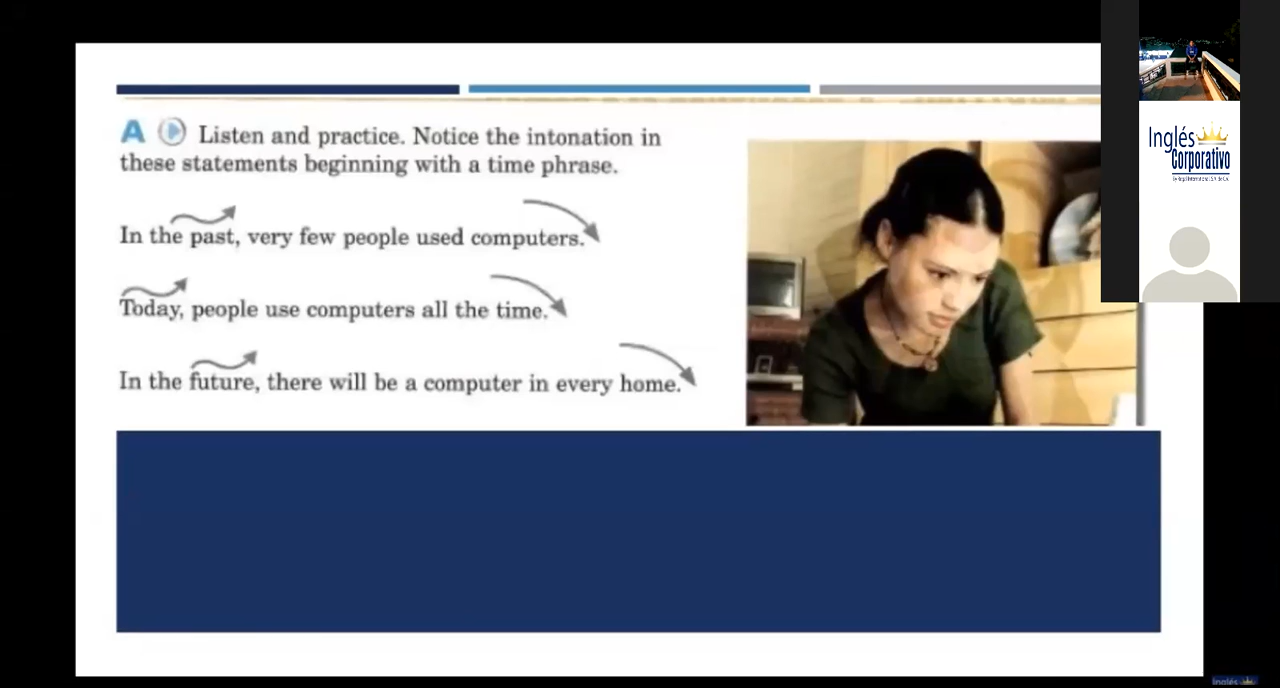 A Listen and practice. Notice the intonation in
these statements beginning with a time phrase.
In the past, very few people used computers.
Today, people use computers all the time.
In the future, there will be a computer in every home.
Inglés
Corporativo
Inglés